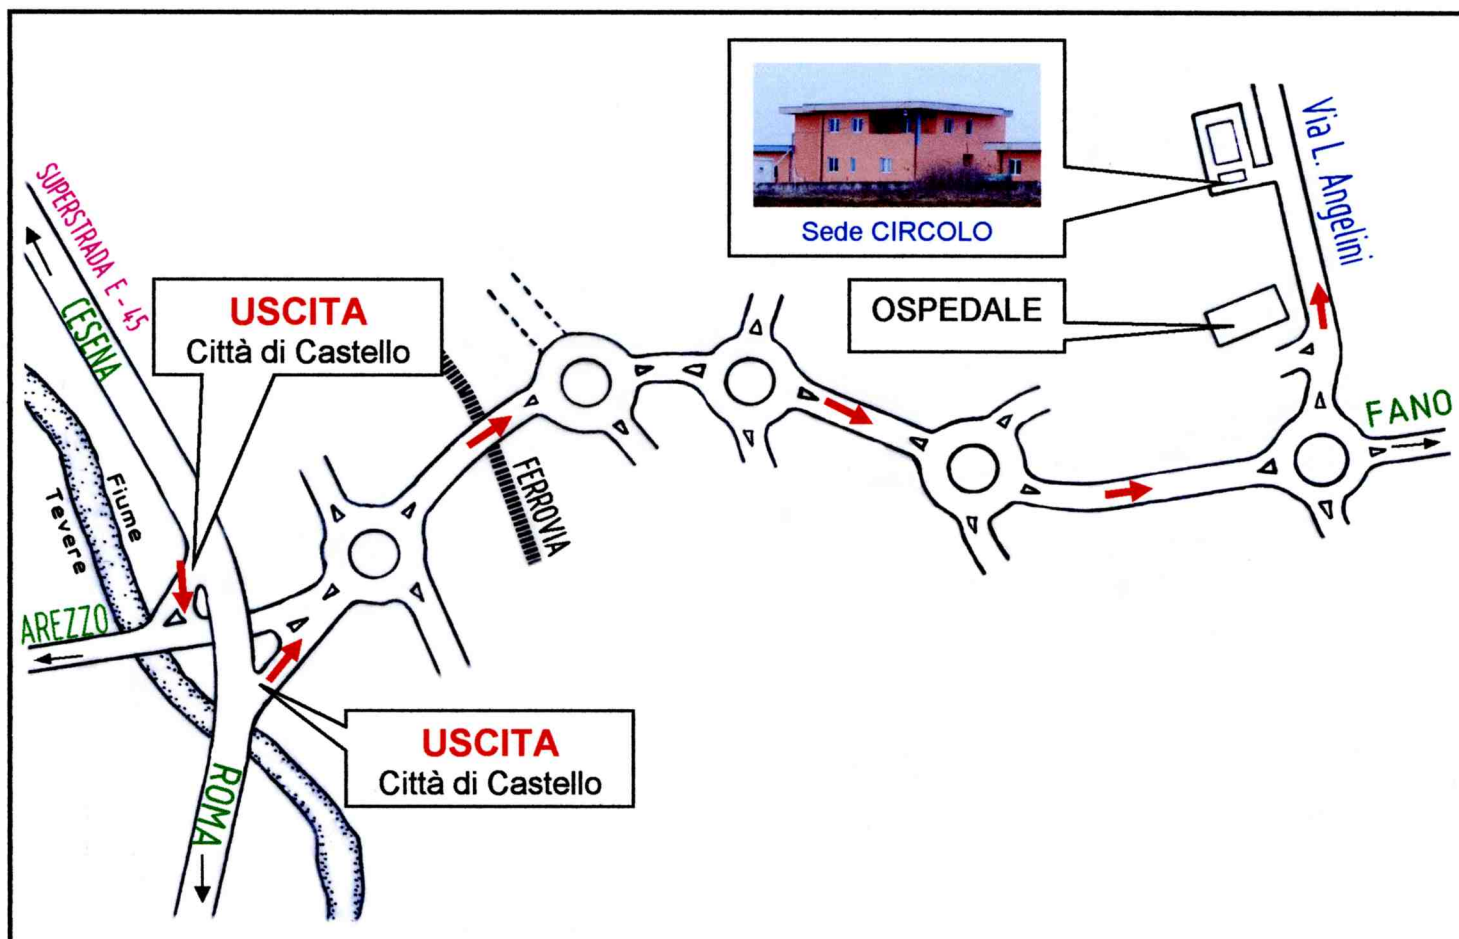 Sede CIRCOLO
Via L. Angelini
SUPERSTRADA E-45
CESENA
USCITA
Città di Castello
OSPEDALE
FANO
FERROVIA
Fiume
Tevere
AREZZO
USCITA
Città di Castello
ROMA